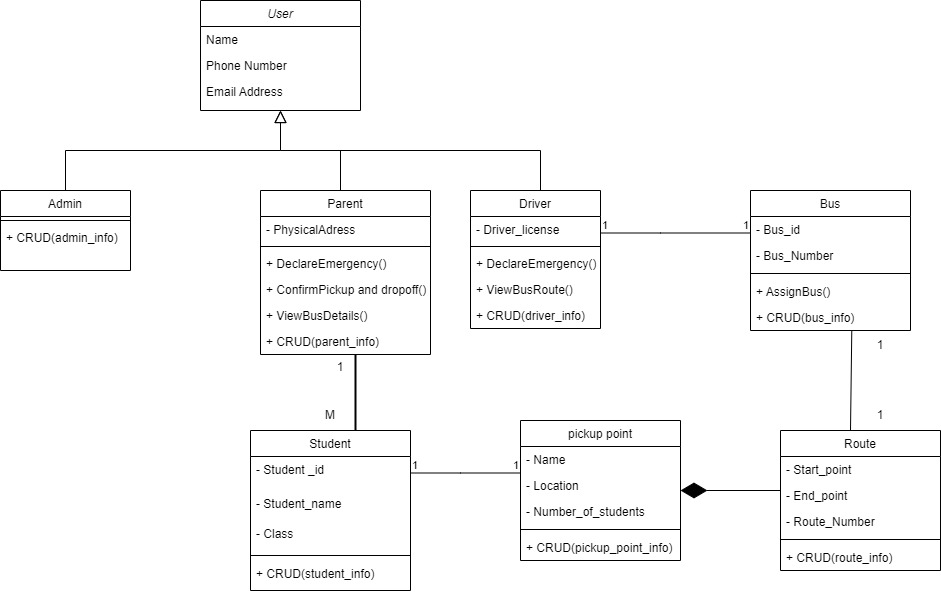 User
Name
Phone Number
Email Address
Admin
+ CRUD(admin_info)
Parent
- PhysicalAdress
+ DeclareEmergency()
+ ConfirmPickup and dropoff()
+ ViewBusDetails()
+ CRUD(parent_info)
Driver
- Driver_license
+ DeclareEmergency()
+ ViewBusRoute()
+ CRUD(driver_info)
1
1
Bus
- Bus_id
- Bus_Number
+ AssignBus()
+ CRUD(bus_info)
1
M
1
1
Student
- Student _id
- Student_name
- Class
+ CRUD(student_info)
1
1
pickup point
- Name
- Location
- Number_of_students
+ CRUD(pickup_point_info)
Route
- Start_point
- End_point
- Route_Number
+ CRUD(route_info)